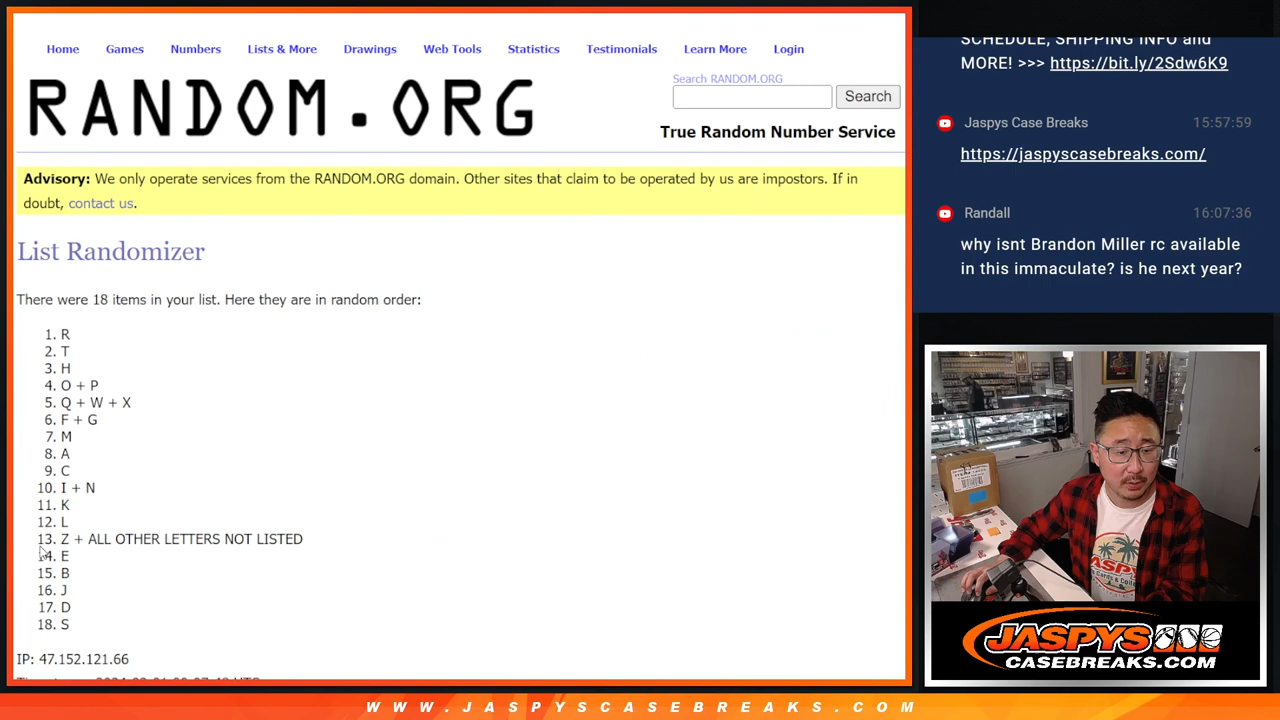 Home Games Numbers Lists & More Drawings Web Tools Statistics Testimonials Learn More Login
RANDOM.ORG
Search RANDOM.ORG
Search
True Random Number Service
Advisory: We only operate services from the RANDOM.ORG domain. Other sites that claim to be operated by us are impostors. If in
doubt, contact us.
List Randomizer
There were 18 items in your list. Here they are in random order:
1. R
2. T
3. H
4. O + P
5. Q + W + X
6. F + G
7. M
8. A
9. C
10. I + N
11. K
12. L
13. Z + ALL OTHER LETTERS NOT LISTED
14. E
15. B
16. J
17. D
18. S
IP: 47.152.121.66
SCHEDULE, SHIPPING INFO and
MORE! >>> https://bit.ly/2Sdw6K9
Jaspys Case Breaks 15:57:59
https://jaspyscasebreaks.com/
Randall 16:07:36
why isnt Brandon Miller rc available
in this immaculate? is he next year?
JASPYS
CASEBREAKS.COM
WWW.JASPYSCASEBREAKS.COM